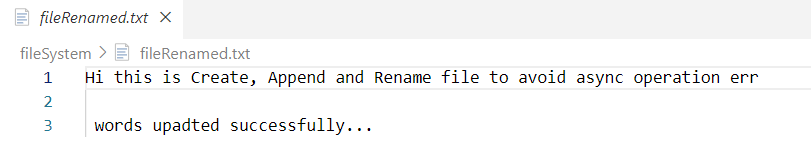 fileRenamed.txt ×
fileSystem > fileRenamed.txt
1 Hi this is Create, Append and Rename file to avoid async operation err
2
3 words upadted successfully...